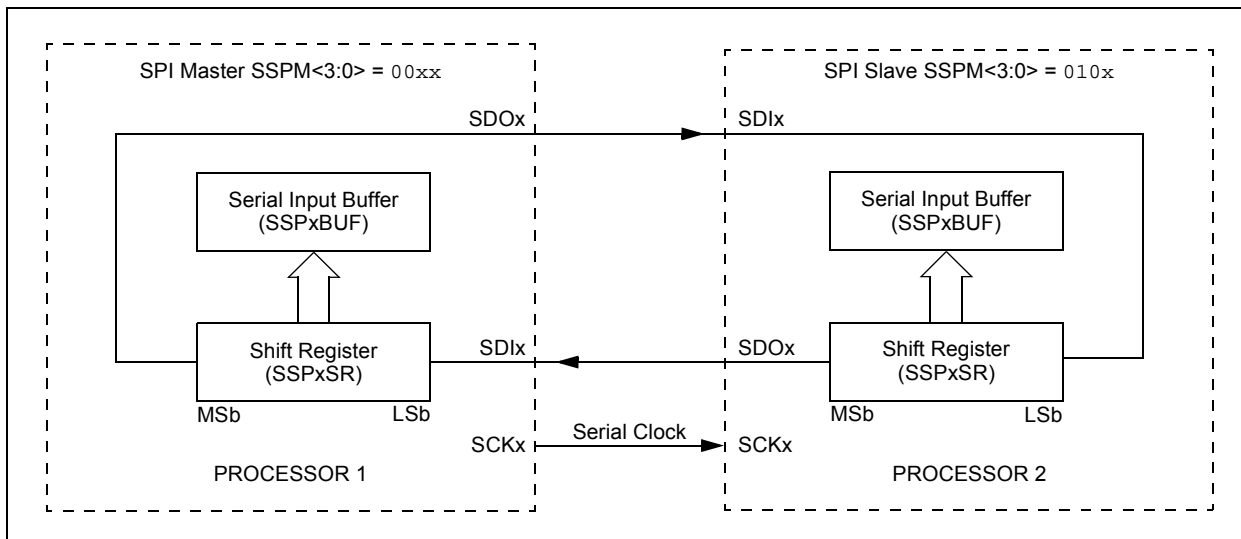 SPI Master SSPM<3:0> = 00xx
SDOx
Serial Input Buffer
(SSPxBUF)
Shift Register
(SSPxSR)
MSb
LSb
SDIx
SCKx
PROCESSOR 1
Serial Clock
SPI Slave SSPM<3:0> = 010x
SDIx
Serial Input Buffer
(SSPxBUF)
SDOx
Shift Register
(SSPxSR)
MSb
LSb
SCKx
PROCESSOR 2